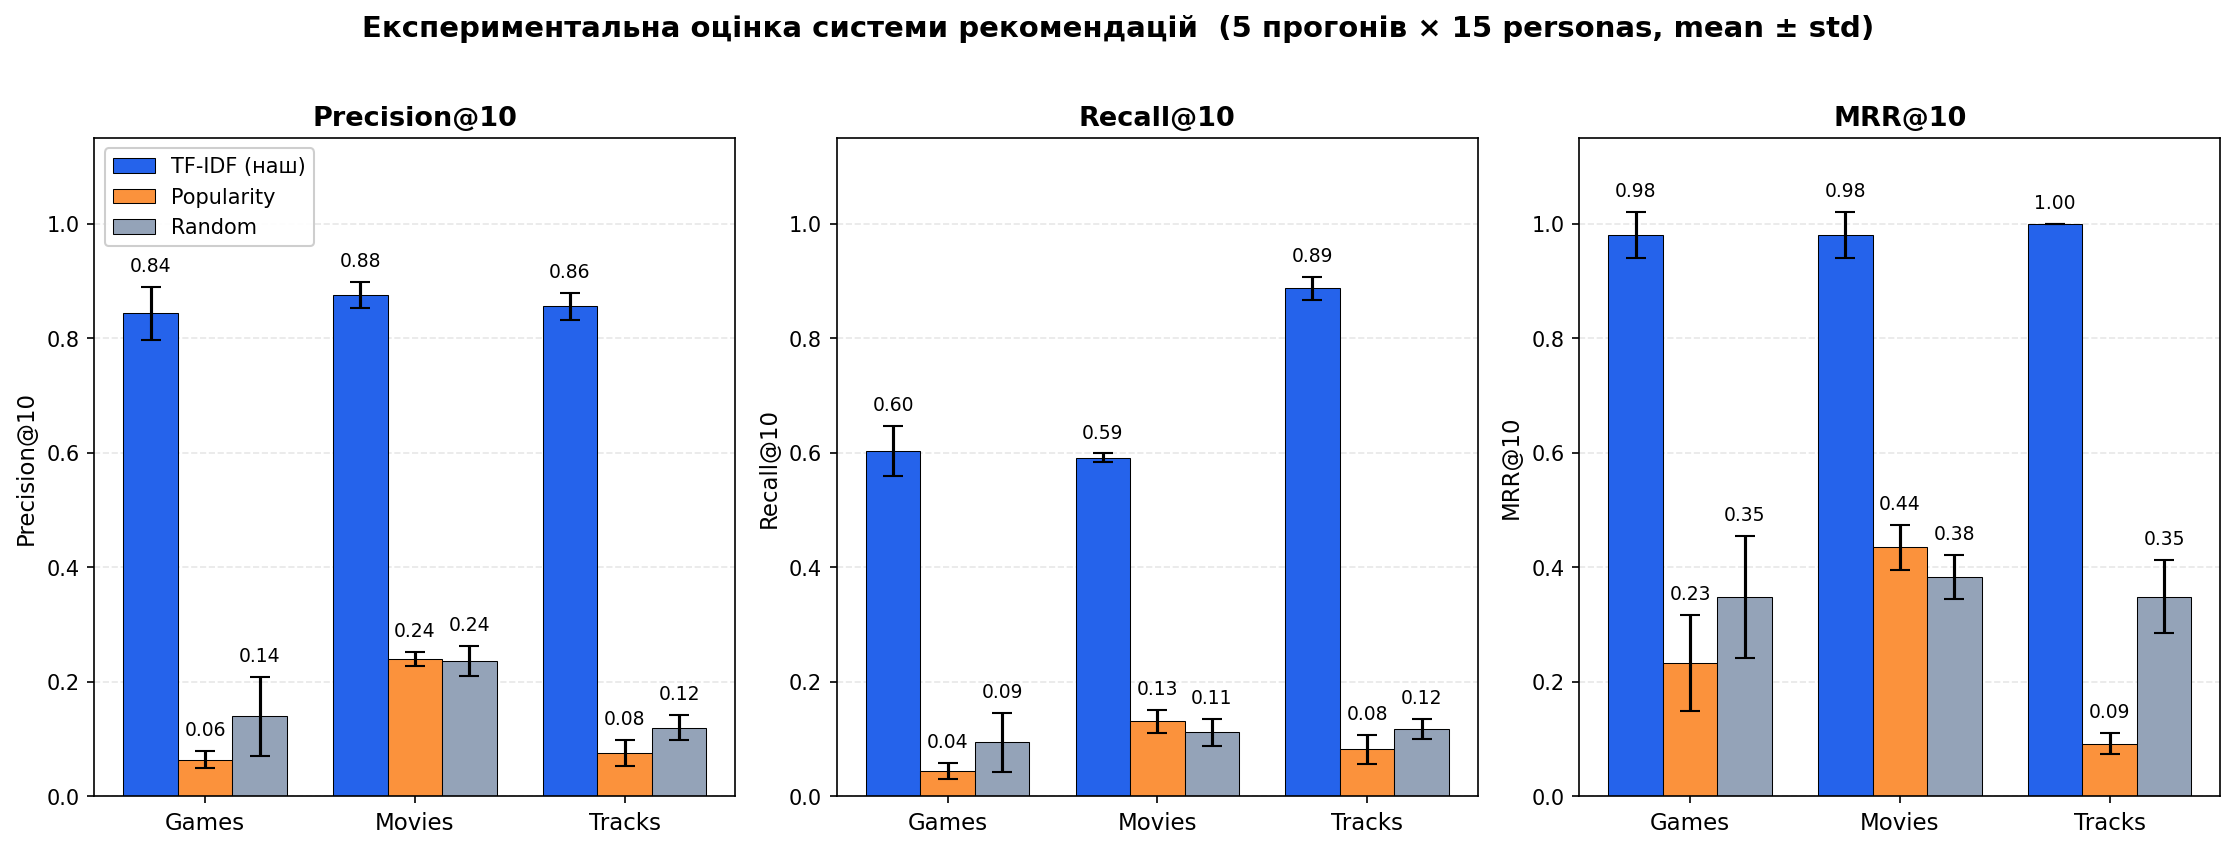 Експериментальна оцінка системи рекомендацій (5 прогонів × 15 personas, mean ± std)
Precision@10
TF-IDF (наш)
Popularity
Random
Precision@10
1.0
0.8
0.6
0.4
0.2
0.0
0.84
0.06
0.14
0.88
0.24
0.24
0.86
0.08
0.12
Games
Movies
Tracks
Recall@10
Recall@10
1.0
0.8
0.6
0.4
0.2
0.0
0.60
0.04
0.09
0.59
0.13
0.11
0.89
0.08
0.12
Games
Movies
Tracks
MRR@10
MRR@10
1.0
0.8
0.6
0.4
0.2
0.0
0.98
0.23
0.35
0.98
0.44
0.38
1.00
0.09
0.35
Games
Movies
Tracks